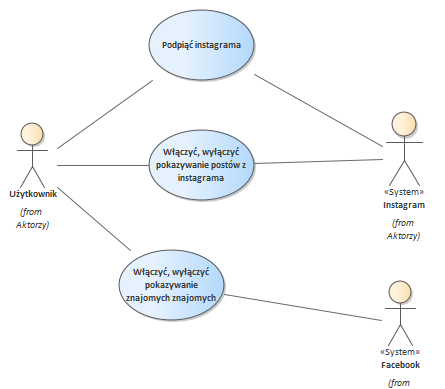 Podpiąć instagrama
Włączyć, wyłączyć
pokazywanie postów z
instagrama
Użytkownik
(from
Aktorzy)
«System»
Instagram
(from
Aktorzy)
Włączyć, wyłączyć
pokazywanie
znajomych znajomych
«System»
Facebook
(from